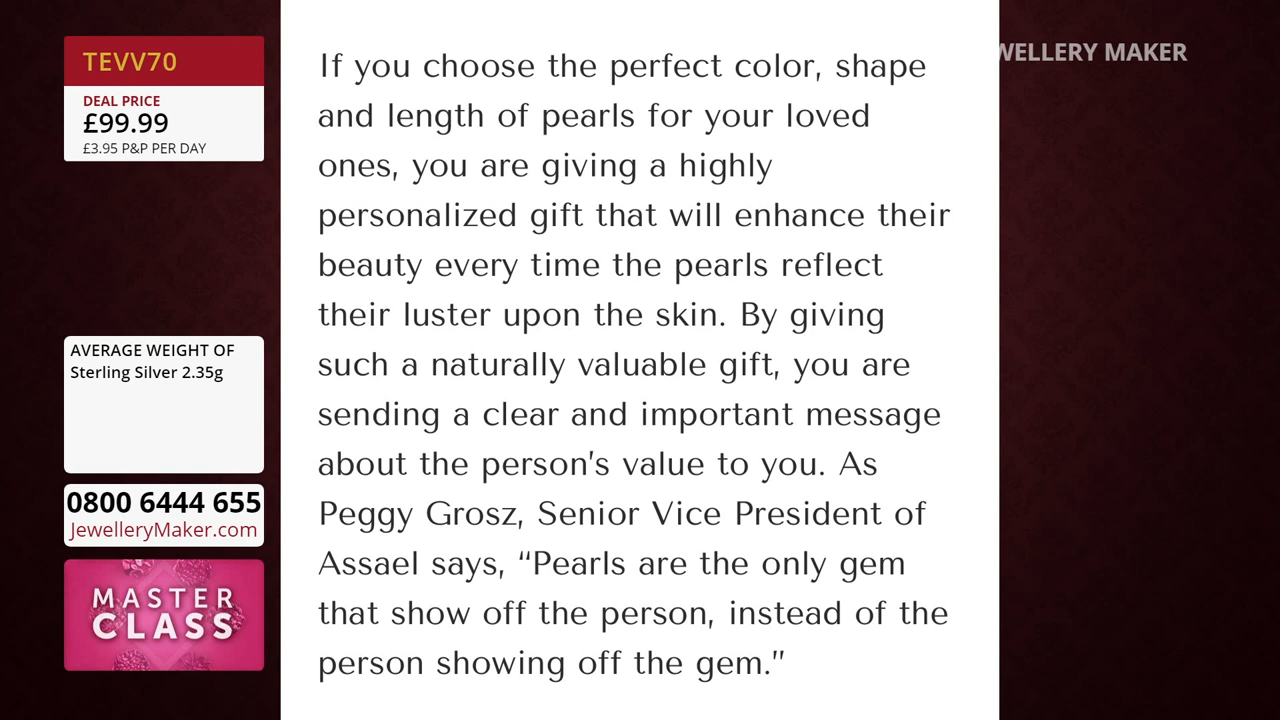 TEVV70
DEAL PRICE
£99.99
£3.95 P&P PER DAY
AVERAGE WEIGHT OF
Sterling Silver 2.35g
0800 6444 655
JewelleryMaker.com
MASTER
CLASS
If you choose the perfect color, shape
and length of pearls for your loved
ones, you are giving a highly
personalized gift that will enhance their
beauty every time the pearls reflect
their luster upon the skin. By giving
such a naturally valuable gift, you are
sending a clear and important message
about the person’s value to you. As
Peggy Grosz, Senior Vice President of
Assael says, “Pearls are the only gem
that show off the person, instead of the
person showing off the gem.”
WELLERY MAKER